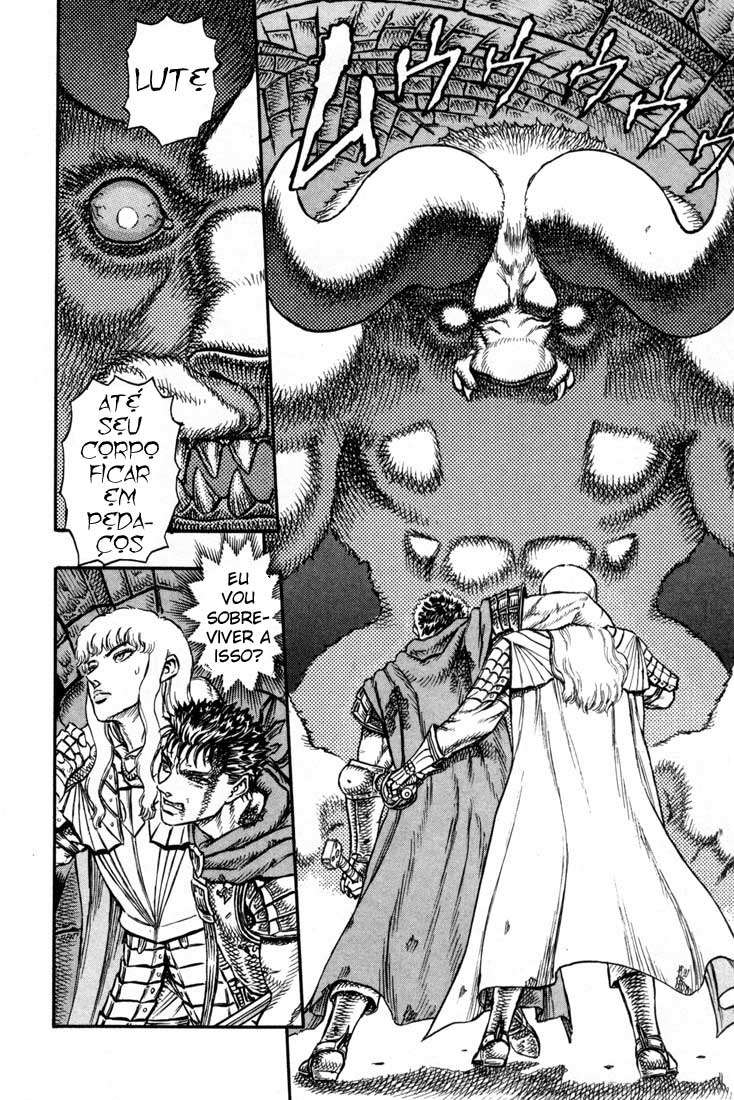 ムウウウウウ
LUTE
ATÉ
SEU
CORPO
FICAR
EM
PEDA-
ÇOS
EU
VOU
SOBRE-
VIVER A
ISSO?